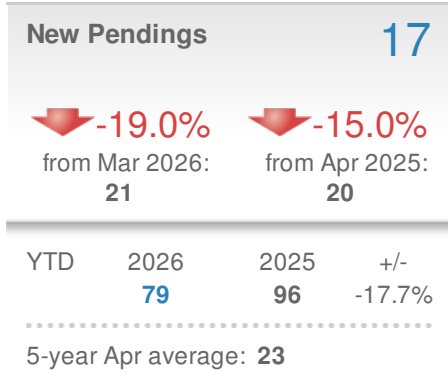 New Pendings 17
-19.0% -15.0%
from Mar 2026: from Apr 2025:
21 20
YTD 2026 2025 +/-
79 96 -17.7%
5-year Apr average: 23